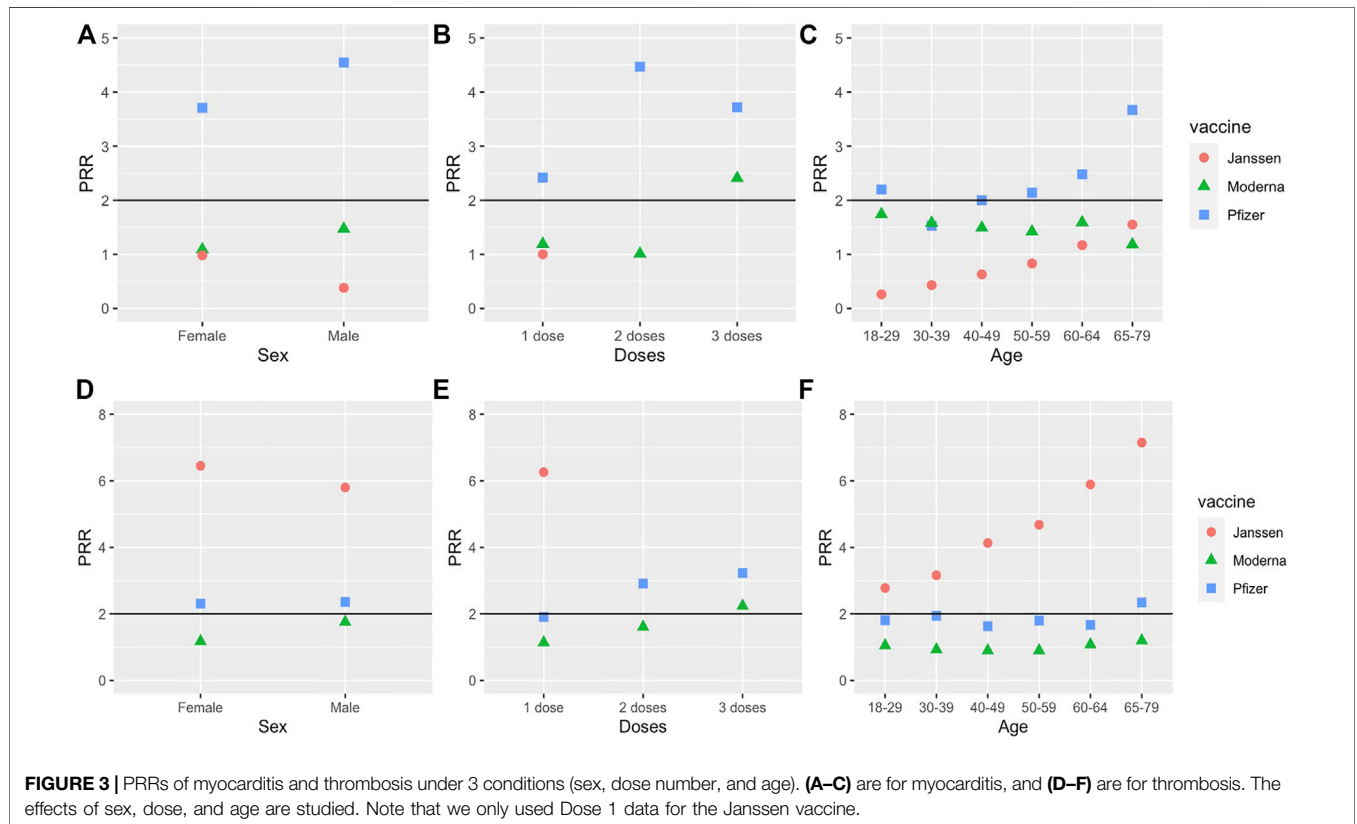 A
B
C
5
4
3
2
1
0
PRR
Female
Male
Sex
5
4
3
2
1
0
PRR
1 dose
2 doses
3 doses
Doses
5
4
3
2
1
0
PRR
18-29
30-39
40-49
50-59
60-64
65-79
Age
vaccine
Janssen
Moderna
Pfizer
D
E
F
8
6
4
2
0
PRR
Female
Male
Sex
8
6
4
2
0
PRR
1 dose
2 doses
3 doses
Doses
8
6
4
2
0
PRR
18-29
30-39
40-49
50-59
60-64
65-79
Age
vaccine
Janssen
Moderna
Pfizer
FIGURE 3 | PRRs of myocarditis and thrombosis under 3 conditions (sex, dose number, and age). (A–C) are for myocarditis, and (D–F) are for thrombosis. The
effects of sex, dose, and age are studied. Note that we only used Dose 1 data for the Janssen vaccine.